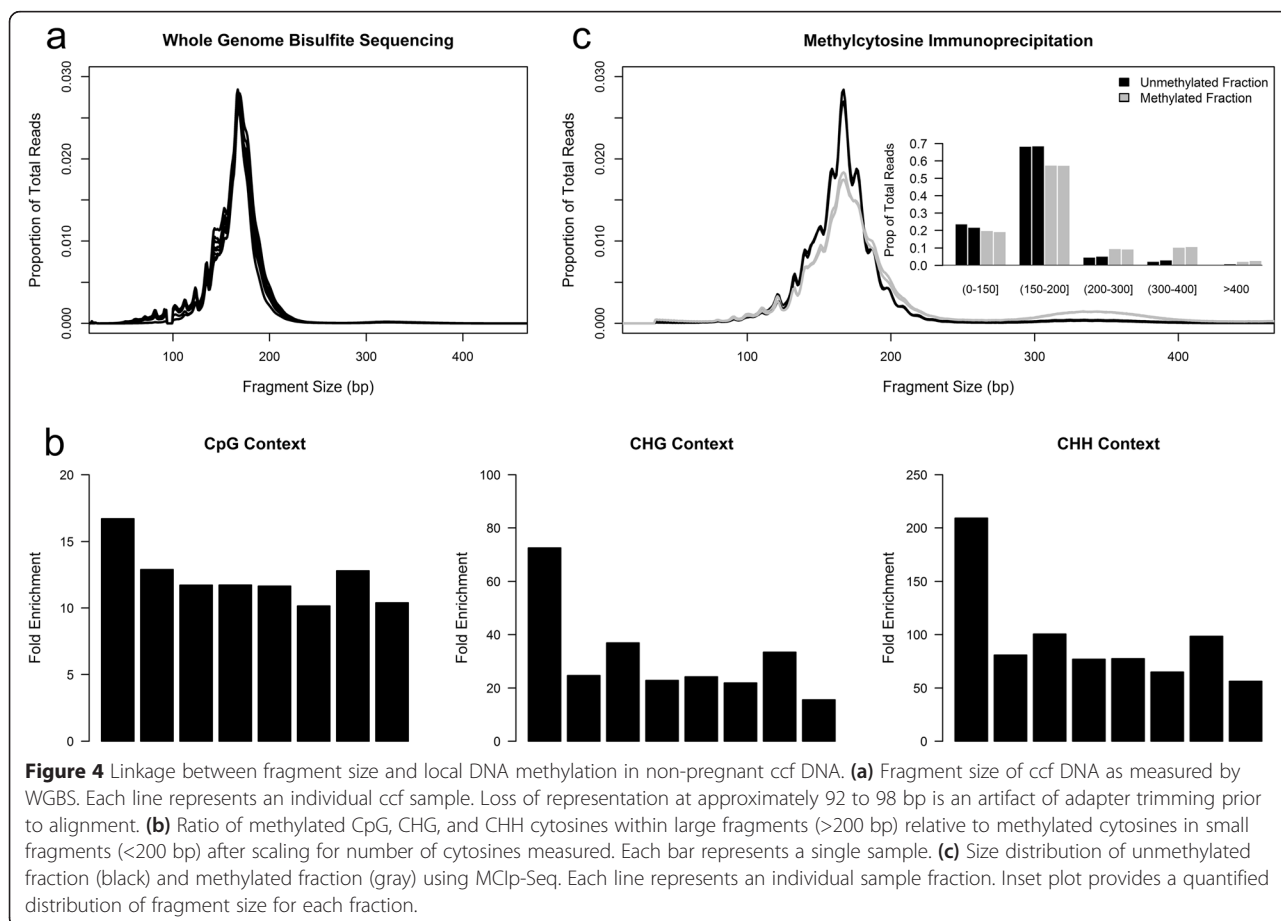 a
Whole Genome Bisulfite Sequencing
Proportion of Total Reads
0.000
0.010
0.020
0.030
100
200
300
400
Fragment Size (bp)
c
Methylcytosine Immunoprecipitation
Proportion of Total Reads
0.000
0.010
0.020
0.030
100
200
300
400
Fragment Size (bp)
Unmethylated Fraction
Methylated Fraction
Prop of Total Reads
0.7
0.6
0.5
0.4
0.3
0.2
0.1
0.0
(0-150]
(150-200]
(200-300]
(300-400]
>400
b
CpG Context
Fold Enrichment
20
15
10
5
0
CHG Context
Fold Enrichment
100
80
60
40
20
0
CHH Context
Fold Enrichment
250
200
150
100
50
0
Figure 4 Linkage between fragment size and local DNA methylation in non-pregnant ccf DNA. (a) Fragment size of ccf DNA as measured by
WGBS. Each line represents an individual ccf sample. Loss of representation at approximately 92 to 98 bp is an artifact of adapter trimming prior
to alignment. (b) Ratio of methylated CpG, CHG, and CHH cytosines within large fragments (>200 bp) relative to methylated cytosines in small
fragments (<200 bp) after scaling for number of cytosines measured. Each bar represents a single sample. (c) Size distribution of unmethylated
fraction (black) and methylated fraction (gray) using MCIp-Seq. Each line represents an individual sample fraction. Inset plot provides a quantified
distribution of fragment size for each fraction.